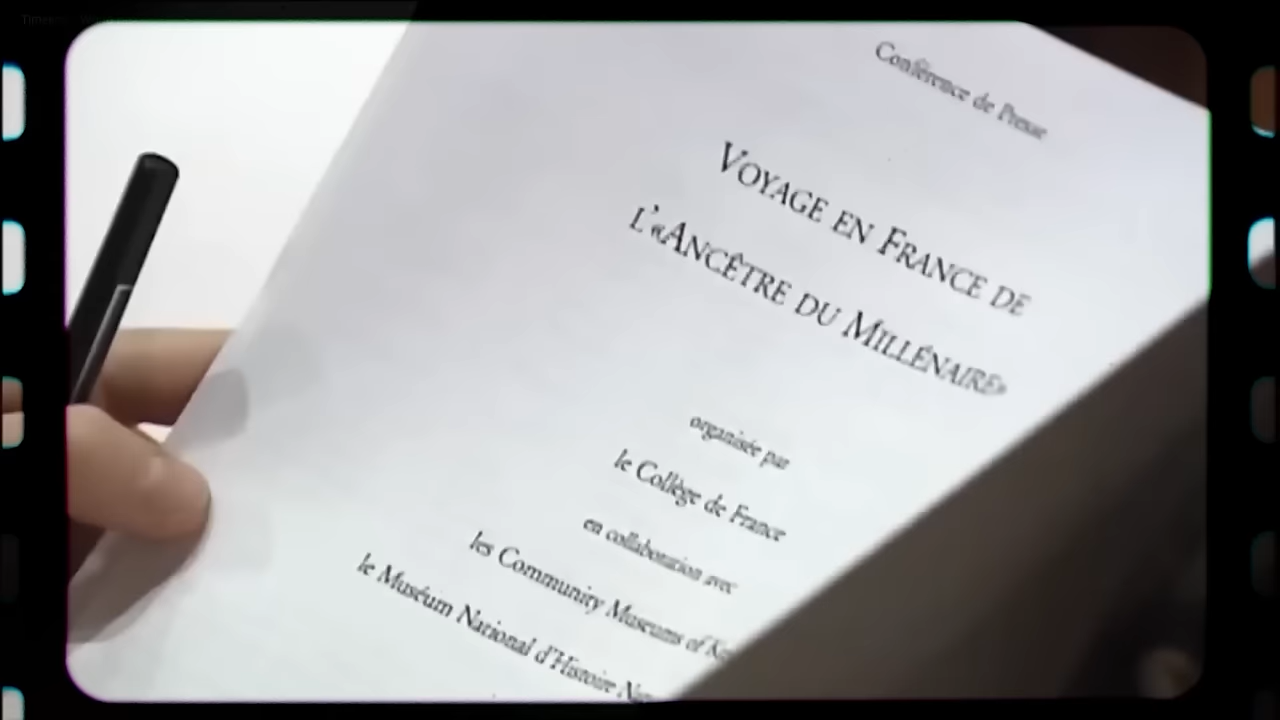 Conférence de Presse
VOYAGE EN FRANCE DE
L'«ANCÊTRE DU MILLÉNAIRE»
organisée par
le Collège de France
en collaboration avec
les Community Museums of
le Muséum National d'Histoire